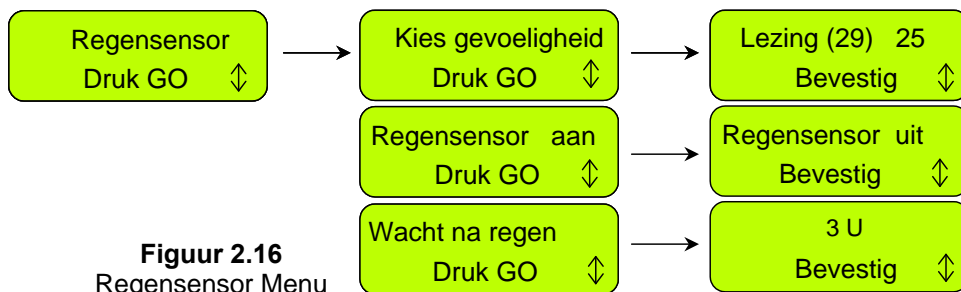 Regensensor
Druk GO
Kies gevoeligheid
Druk GO
Lezing (29) 25
Bevestig
Regensensor aan
Druk GO
Regensensor uit
Bevestig
Wacht na regen
Druk GO
3 U
Bevestig
Figuur 2.16
Regensensor Menu